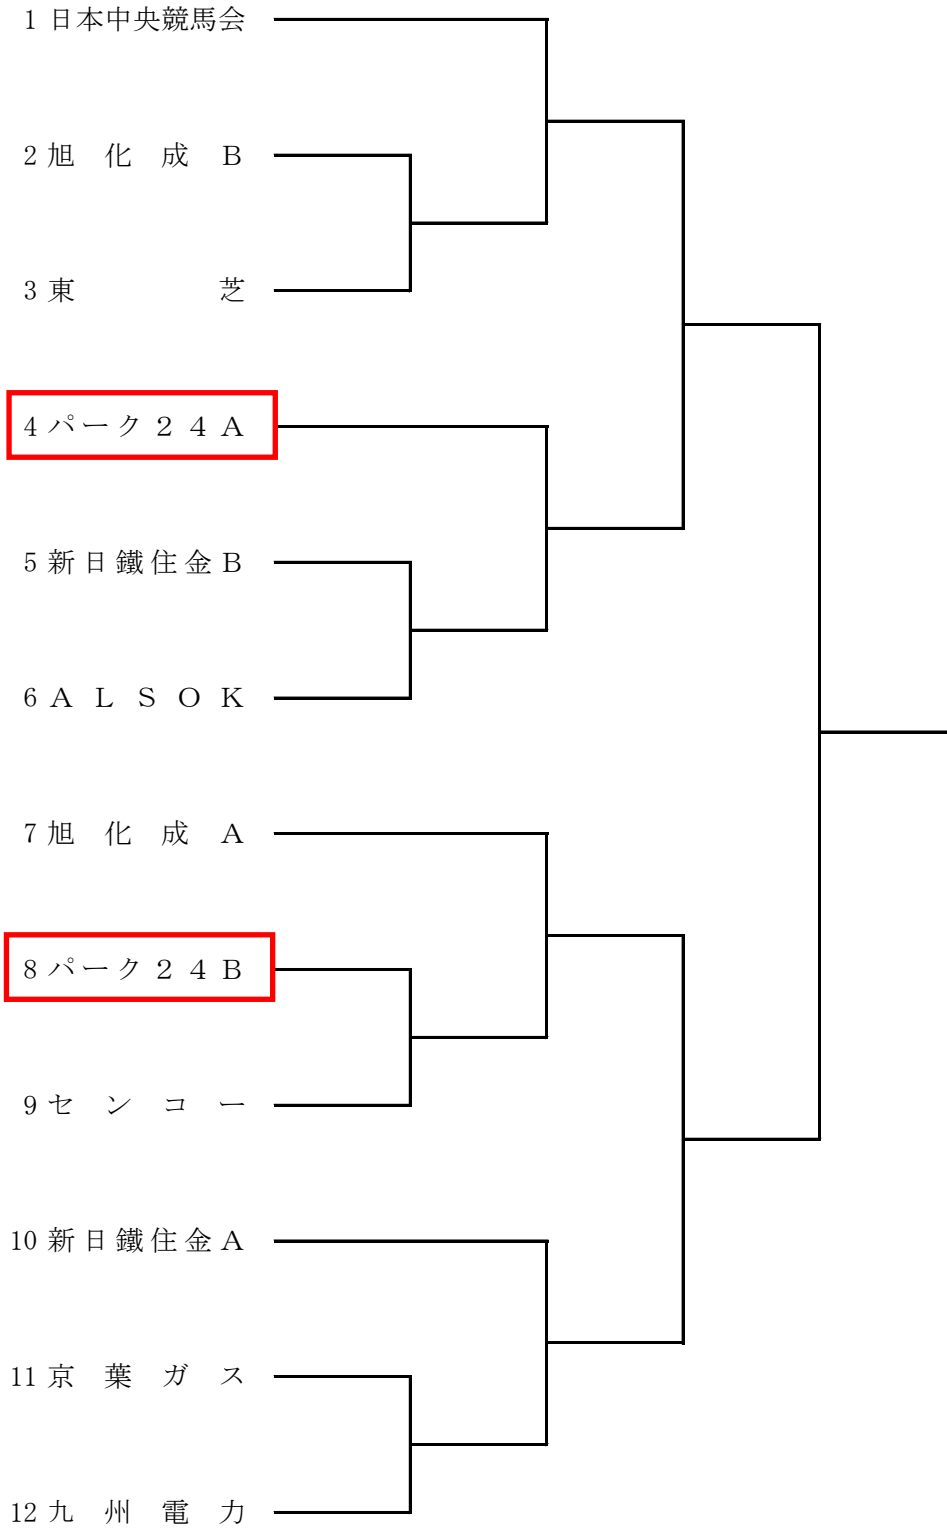 1 日本中央競馬会
2 旭化成B
3 東芝
4 パーク24A
5 新日鐵住金B
6 ALSOK
7 旭化成A
8 パーク24B
9 センコー
10 新日鐵住金A
11 京葉ガス
12 九州電力